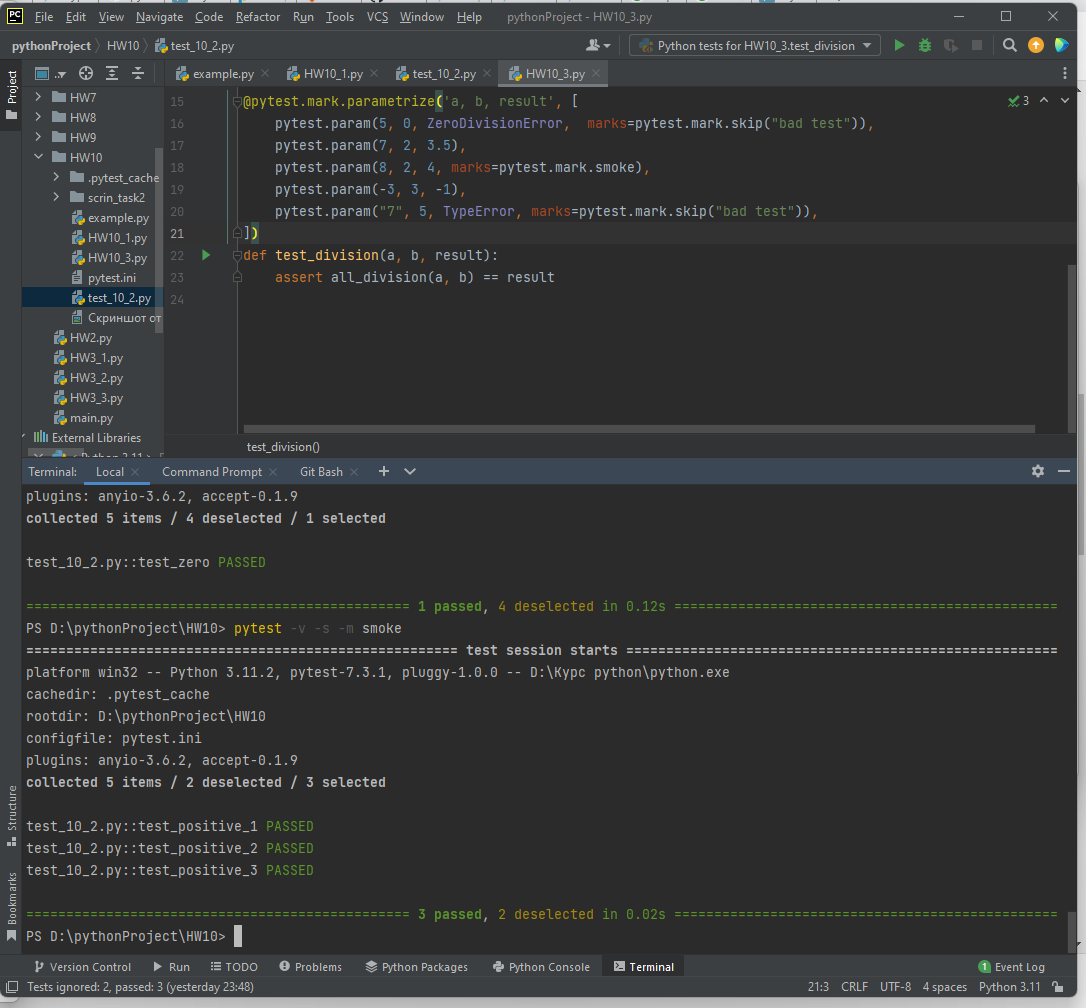 PC File Edit View Navigate Code Refactor Run Tools VCS Window Help pythonProject - HW10_3.py
pythonProject HW10 test_10_2.py Python tests for HW10_3.test_division
Project
example.py HW10_1.py test_10_2.py HW10_3.py
HW7
HW8
HW9
HW10
.pytest_cache
scrin_task2
example.py
HW10_1.py
HW10_3.py
pytest.ini
test_10_2.py
Скриншот от
HW2.py
HW3_1.py
HW3_2.py
HW3_3.py
main.py
External Libraries
< Python 3.11 >
15 @pytest.mark.parametrize('a, b, result', [
3
16 pytest.param(5, 0, ZeroDivisionError, marks=pytest.mark.skip("bad test")),
17 pytest.param(7, 2, 3.5),
18 pytest.param(8, 2, 4, marks=pytest.mark.smoke),
19 pytest.param(-3, 3, -1),
20 pytest.param("7", 5, TypeError, marks=pytest.mark.skip("bad test")),
21 ])
22 def test_division(a, b, result):
23 assert all_division(a, b) == result
24
test_division()
Terminal: Local Command Prompt Git Bash
plugins: anyio-3.6.2, accept-0.1.9
collected 5 items / 4 deselected / 1 selected
test_10_2.py::test_zero PASSED
================================================ 1 passed, 4 deselected in 0.12s ================================================
PS D:\pythonProject\HW10> pytest -v -s -m smoke
====================================================== test session starts ======================================================
platform win32 -- Python 3.11.2, pytest-7.3.1, pluggy-1.0.0 -- D:\Курс python\python.exe
cachedir: .pytest_cache
rootdir: D:\pythonProject\HW10
configfile: pytest.ini
plugins: anyio-3.6.2, accept-0.1.9
collected 5 items / 2 deselected / 3 selected
test_10_2.py::test_positive_1 PASSED
test_10_2.py::test_positive_2 PASSED
test_10_2.py::test_positive_3 PASSED
================================================ 3 passed, 2 deselected in 0.02s ================================================
PS D:\pythonProject\HW10>
Structure
Bookmarks
Version Control Run TODO Problems Python Packages Python Console Terminal 1 Event Log
Tests ignored: 2, passed: 3 (yesterday 23:48) 21:3 CRLF UTF-8 4 spaces Python 3.11